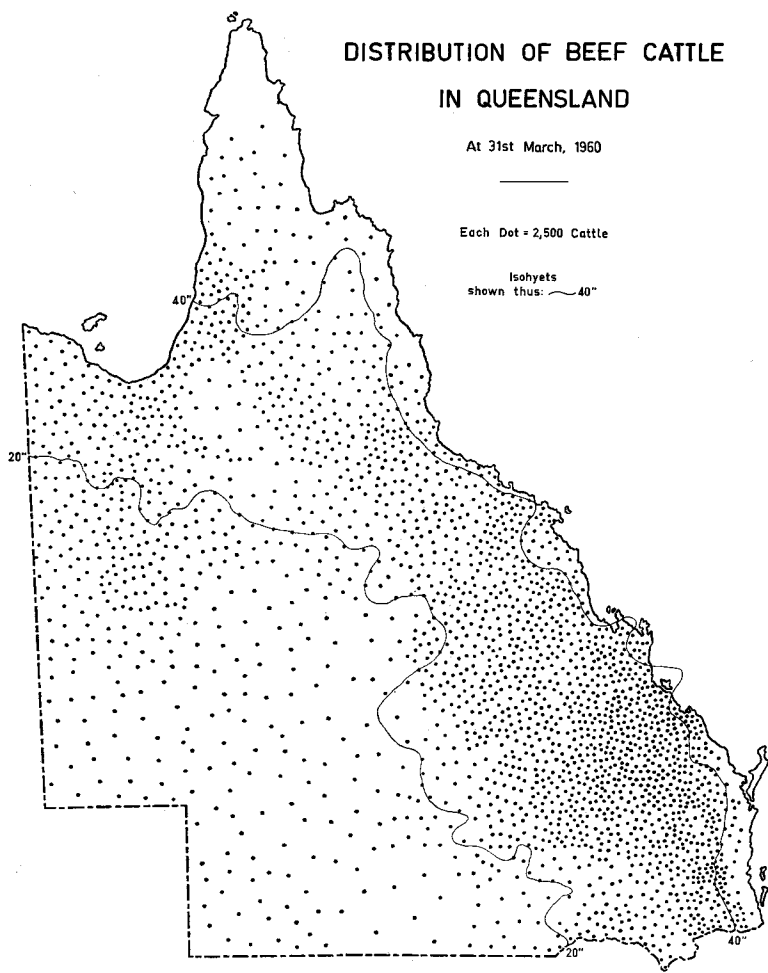 DISTRIBUTION OF BEEF CATTLE
IN QUEENSLAND
At 31st March, 1960
Each Dot = 2,500 Cattle
Isohyets
shown thus: 40"
40"
20"
20"
40"